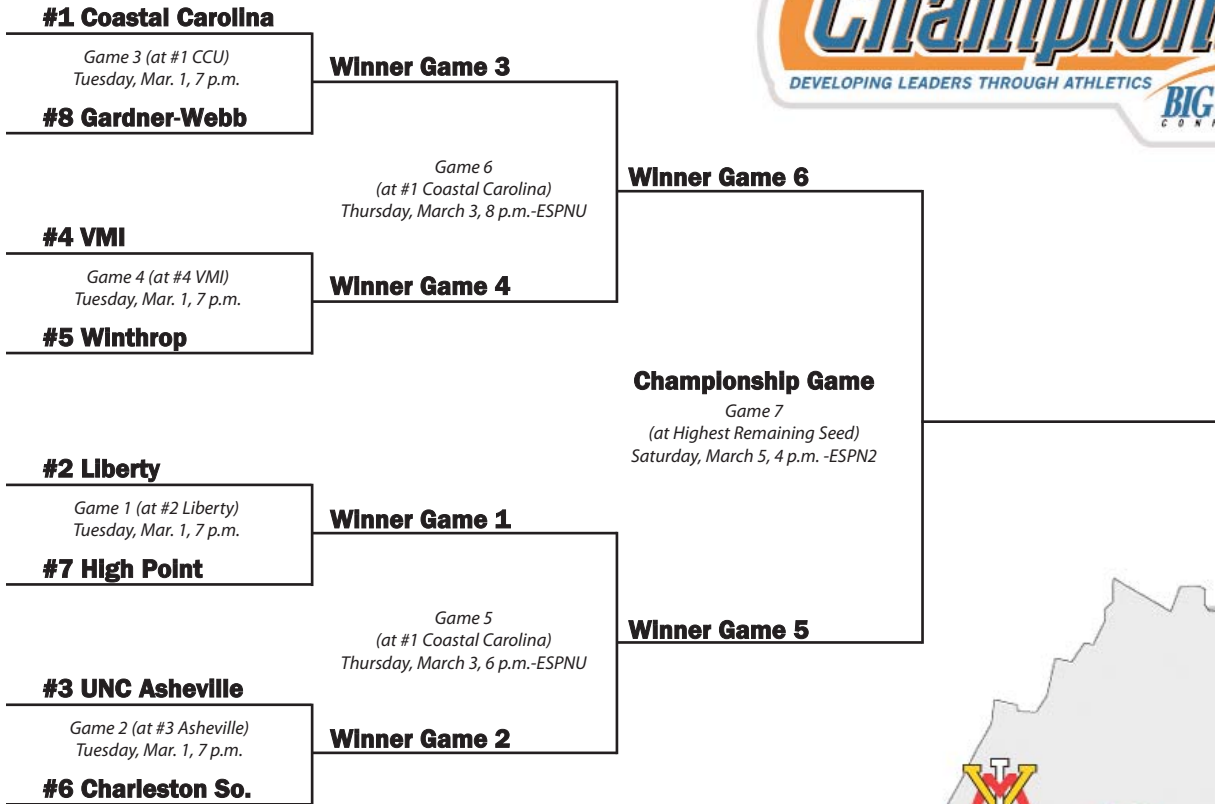 #1 Coastal Carolina
Game 3 (at #1 CCU)
Tuesday, Mar. 1, 7 p.m.
#8 Gardner-Webb
Winner Game 3
Game 6
(at #1 Coastal Carolina)
Thursday, March 3, 8 p.m.-ESPNU
#4 VMI
Game 4 (at #4 VMI)
Tuesday, Mar. 1, 7 p.m.
#5 Winthrop
Winner Game 4
Winner Game 6
Championship Game
Game 7
(at Highest Remaining Seed)
Saturday, March 5, 4 p.m. -ESPN2
#2 Liberty
Game 1 (at #2 Liberty)
Tuesday, Mar. 1, 7 p.m.
#7 High Point
Winner Game 1
Game 5
(at #1 Coastal Carolina)
Thursday, March 3, 6 p.m.-ESPNU
#3 UNC Asheville
Game 2 (at #3 Asheville)
Tuesday, Mar. 1, 7 p.m.
#6 Charleston So.
Winner Game 2
Winner Game 5
Champion
DEVELOPING LEADERS THROUGH ATHLETICS
BIG